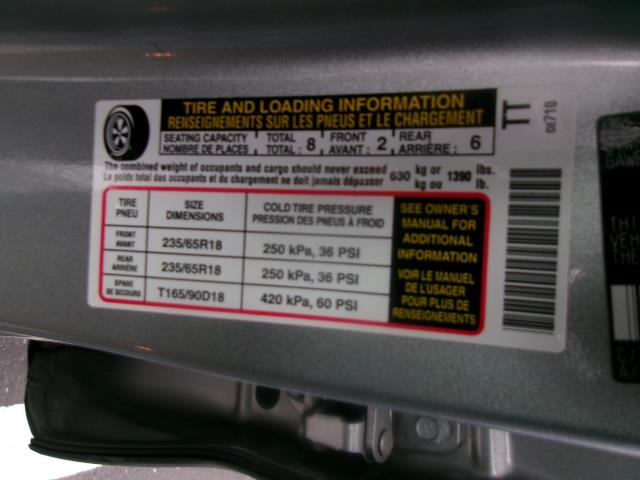 TIRE AND LOADING INFORMATION
RENSEIGNEMENTS SUR LES PNEUS ET LE CHARGEMENT
SEATING CAPACITY TOTAL FRONT REAR
NOMBRE DE PLACES TOTAL : 8 AVANT : 2 ARRIÈRE : 6
The combined weight of occupants and cargo should never exceed 630 kg or 1390 lbs.
Le poids total des occupants et du chargement ne doit jamais dépasser kg ou lb.
TIRE SIZE COLD TIRE PRESSURE
PNEU DIMENSIONS PRESSION DES PNEUS À FROID
FRONT
AVANT 235/65R18 250 kPa, 36 PSI
REAR
ARRIÈRE 235/65R18 250 kPa, 36 PSI
SPARE
DE SECOURS T165/90D18 420 kPa, 60 PSI
SEE OWNER'S
MANUAL FOR
ADDITIONAL
INFORMATION
VOIR LE MANUEL
DE L'USAGER
POUR PLUS DE
RENSEIGNEMENTS
TT